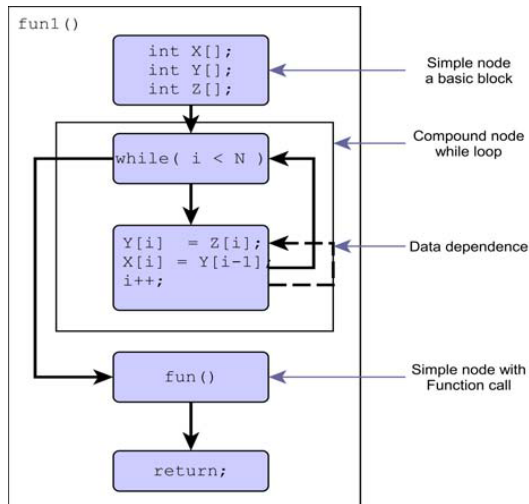 fun1()
int X[];
int Y[];
int Z[];
Simple node
a basic block
Compound node
while loop
while( i < N )
Y[i] = Z[i];
X[i] = Y[i-1];
i++;
Data dependence
fun()
Simple node with
Function call
return;